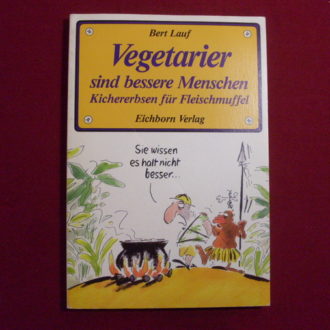 Bert Lauf
Vegetarier
sind bessere Menschen
Kichererbsen für Fleischmuffel
Eichborn Verlag
Sie wissen
es halt nicht
besser...